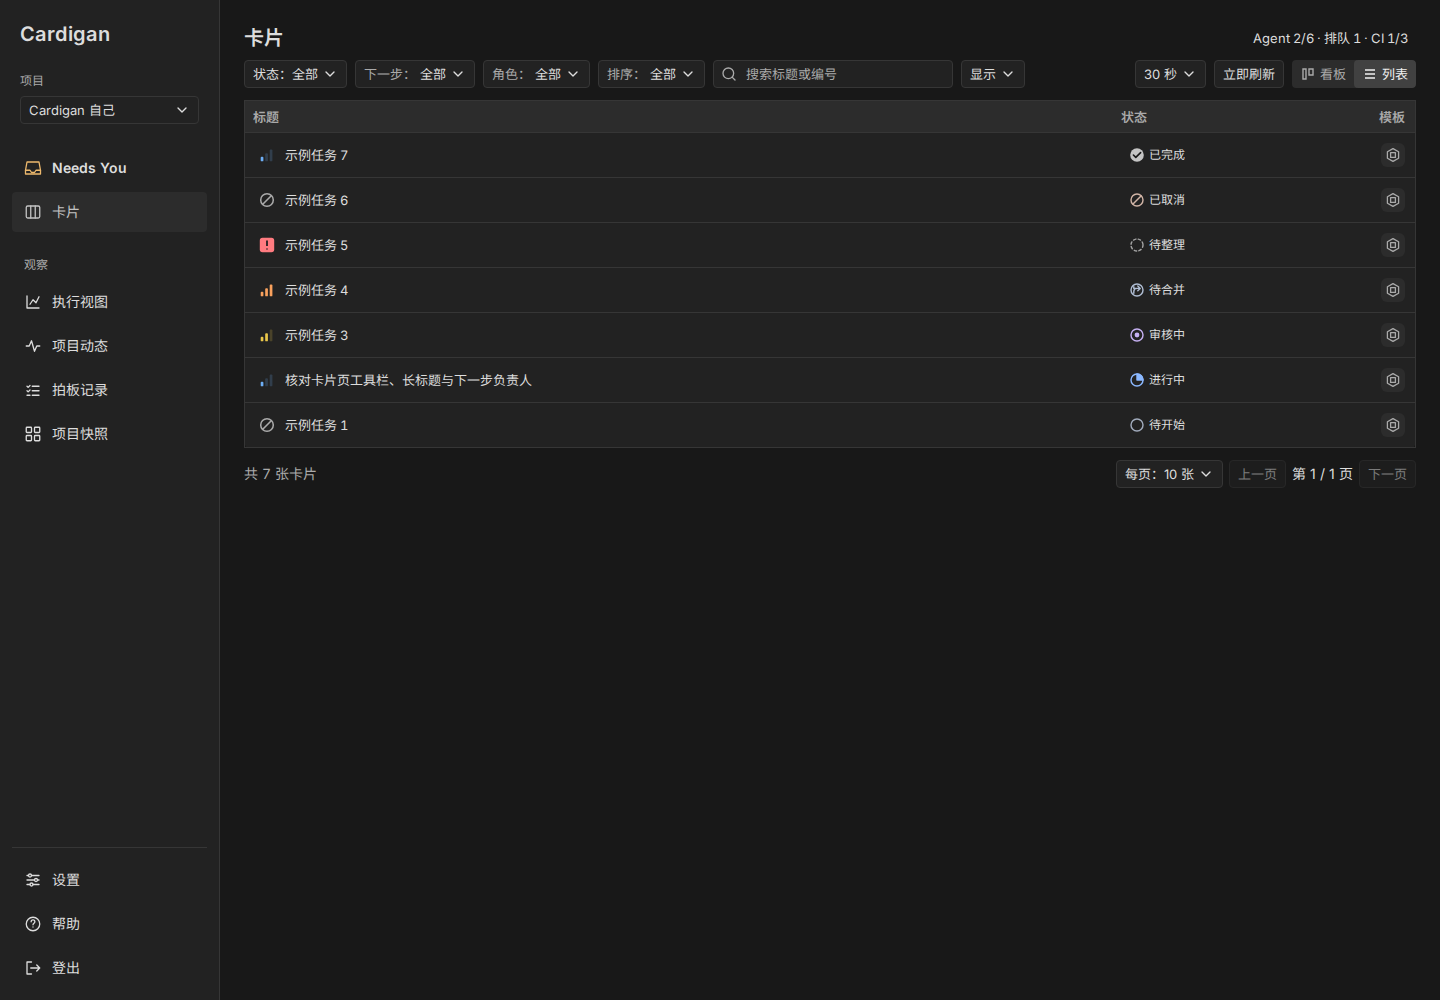 Cardigan
项目
Cardigan 自己
Needs You
卡片
观察
执行视图
项目动态
拍板记录
项目快照
设置
帮助
登出
卡片
Agent 2/6 · 排队 1 · CI 1/3
状态：全部
下一步： 全部
角色： 全部
排序： 全部
搜索标题或编号
显示
30 秒
立即刷新
看板
列表
标题 状态 模板
示例任务 7 已完成
示例任务 6 已取消
示例任务 5 待整理
示例任务 4 待合并
示例任务 3 审核中
核对卡片页工具栏、长标题与下一步负责人 进行中
示例任务 1 待开始
共 7 张卡片
每页：10 张
上一页
第 1 / 1 页
下一页